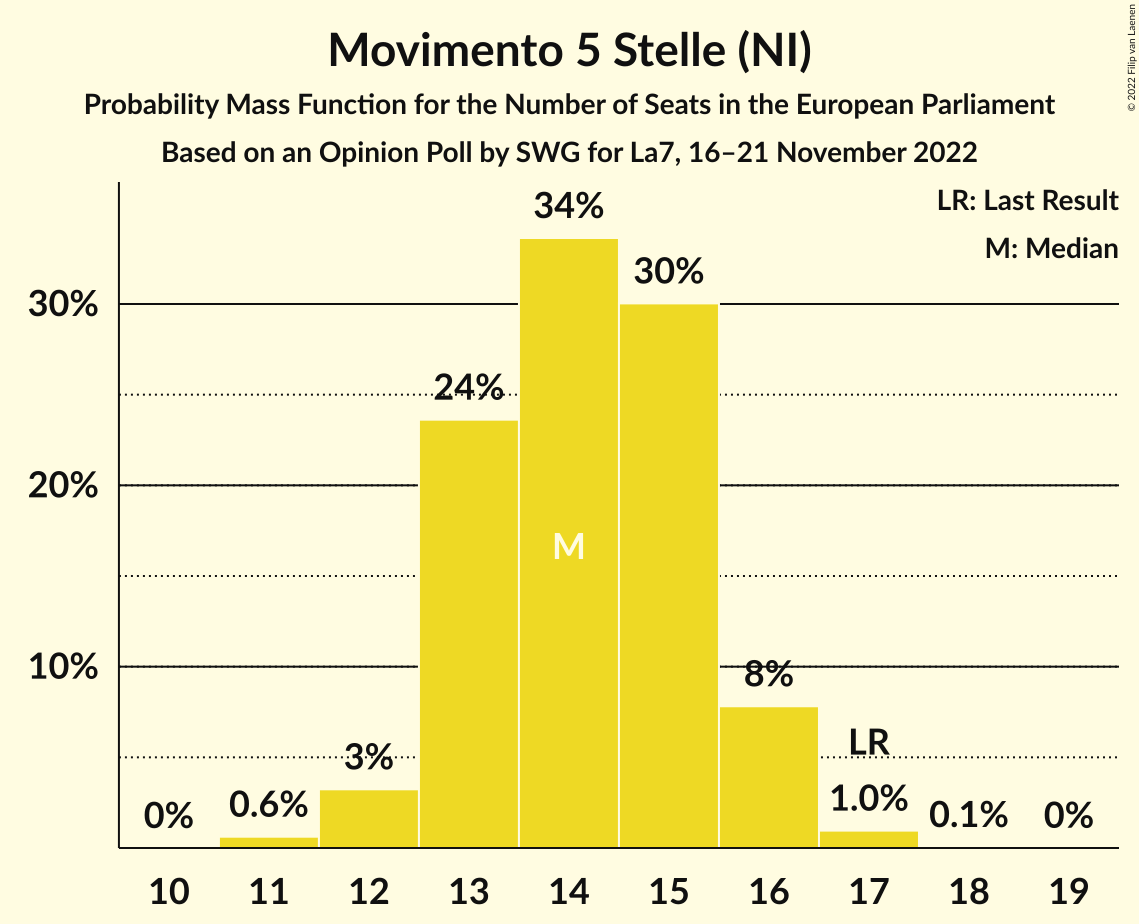 Movimento 5 Stelle (NI)
Probability Mass Function for the Number of Seats in the European Parliament
Based on an Opinion Poll by SWG for La7, 16–21 November 2022
© 2022 Filip van Laenen
LR: Last Result
M: Median
34%
30%
30%
24%
20%
M
10%
8%
LR
3%
1.0%
0.6%
0%
0.1%
0%
10 11 12 13 14 15 16 17 18 19